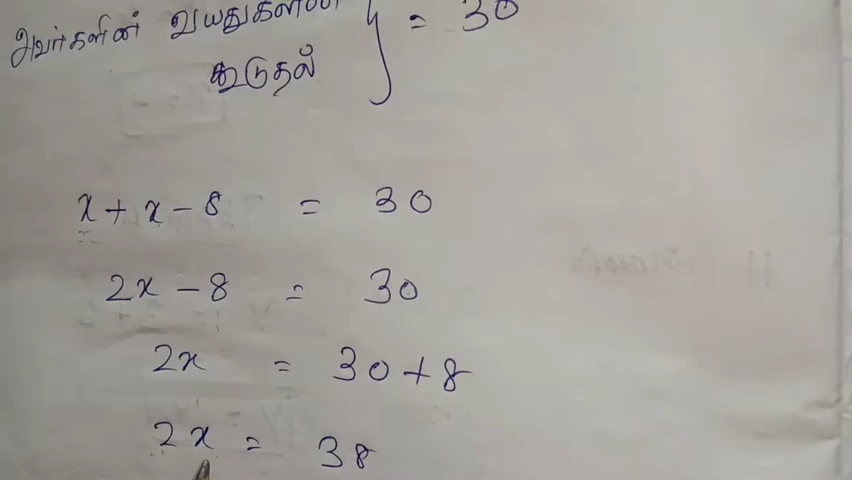 அவர்களின் வயதுகளின் } = 30
கூடுதல்
x + x - 8 = 30
2x - 8 = 30
2x = 30 + 8
2x = 38